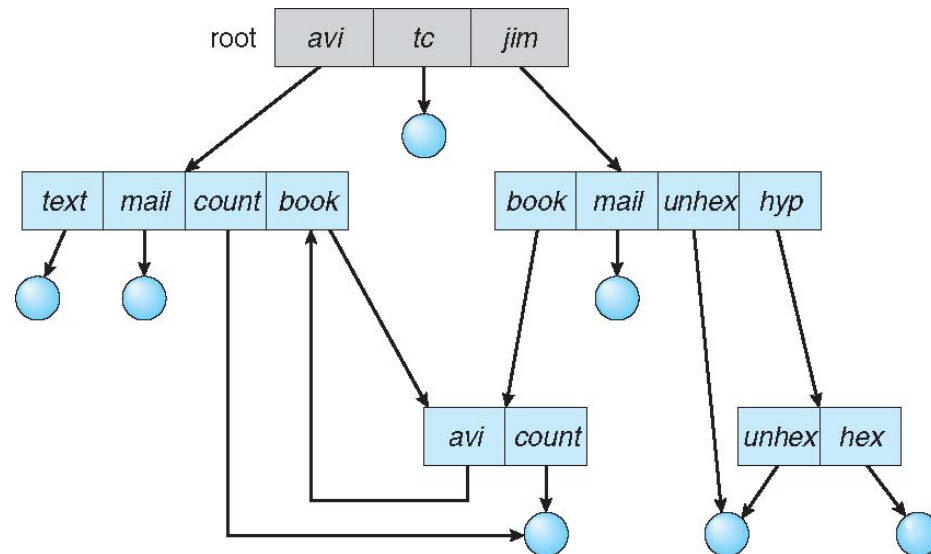 root avi tc jim
text mail count book book mail unhex hyp
avi count unhex hex